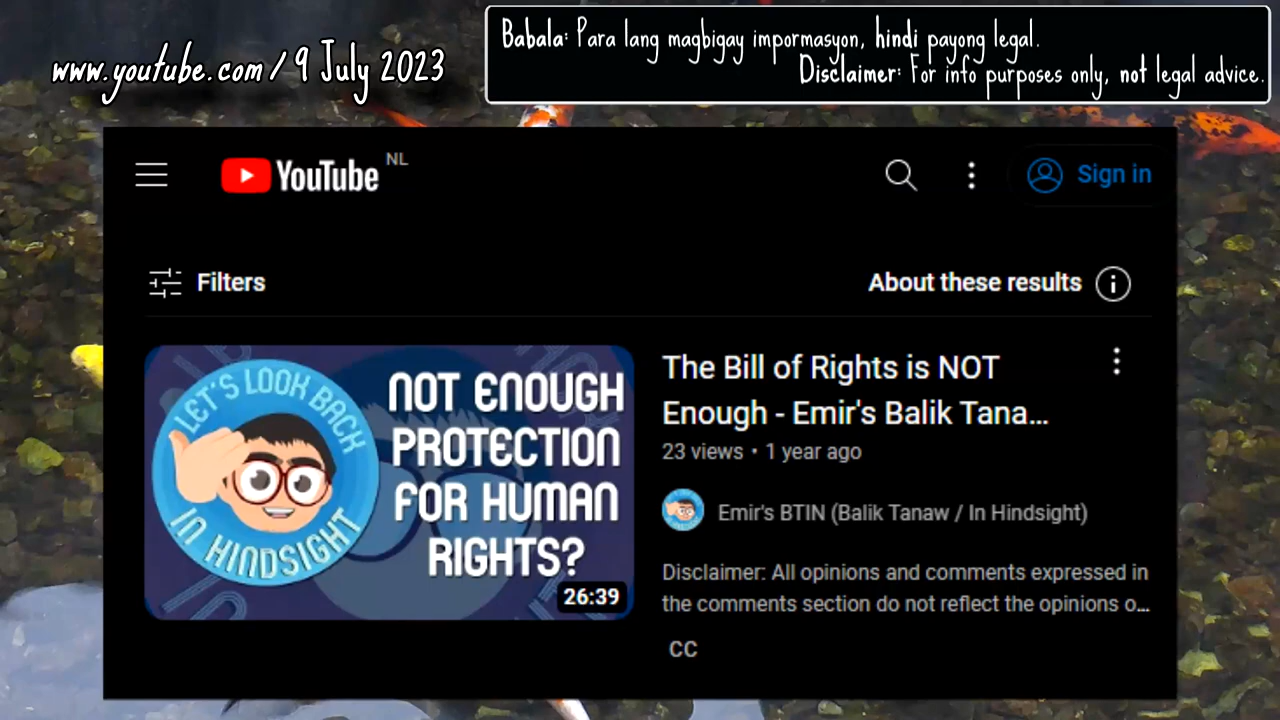 www.youtube.com / 9 July 2023
Babala: Para lang magbigay impormasyon, hindi payong legal.
Disclaimer: For info purposes only, not legal advice.
YouTube NL
Sign in
Filters
About these results
LET'S LOOK BACK
IN HINDSIGHT
NOT ENOUGH
PROTECTION
FOR HUMAN
RIGHTS?
26:39
The Bill of Rights is NOT
Enough - Emir's Balik Tana...
23 views • 1 year ago
Emir's BTIN (Balik Tanaw / In Hindsight)
Disclaimer: All opinions and comments expressed in
the comments section do not reflect the opinions o...
CC